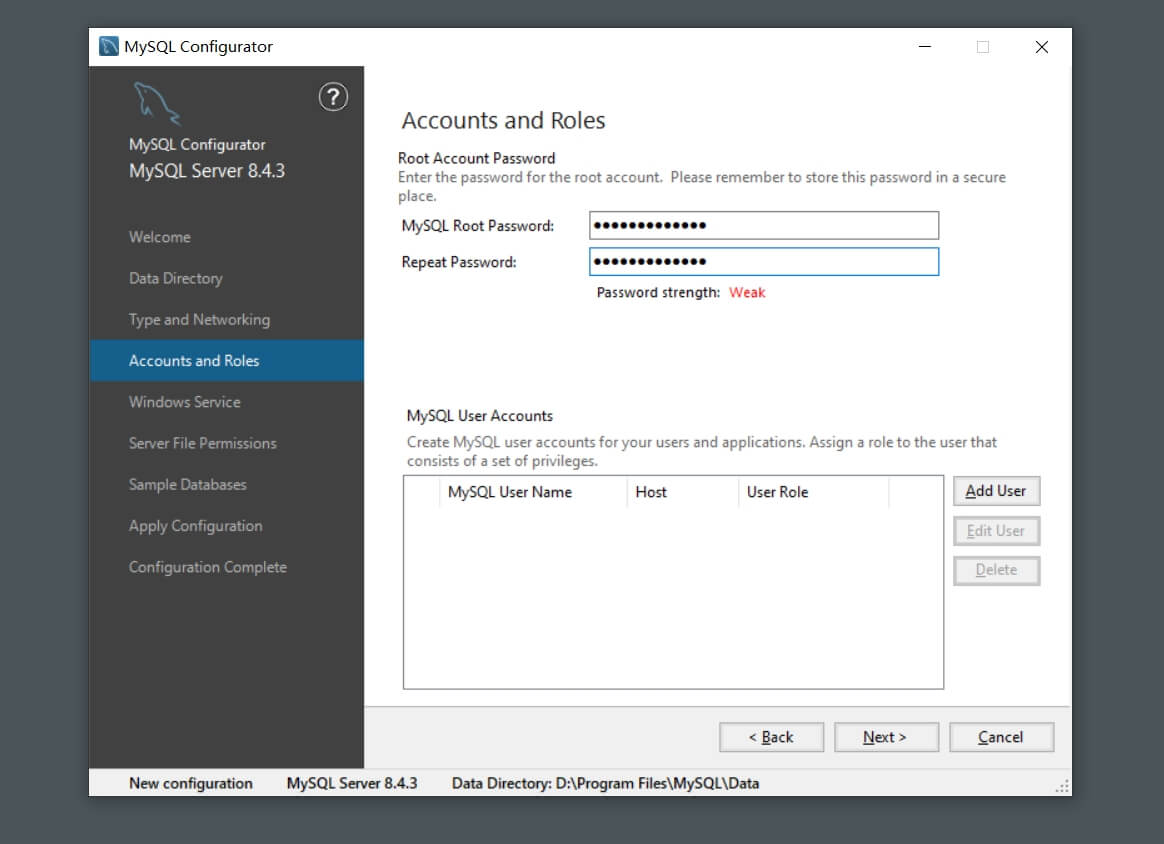 MySQL Configurator
?
MySQL Configurator
MySQL Server 8.4.3
Welcome
Data Directory
Type and Networking
Accounts and Roles
Windows Service
Server File Permissions
Sample Databases
Apply Configuration
Configuration Complete
Accounts and Roles
Root Account Password
Enter the password for the root account.  Please remember to store this password in a secure
place.
MySQL Root Password: ●●●●●●●●●●●●●
Repeat Password: ●●●●●●●●●●●●●
Password strength: Weak
MySQL User Accounts
Create MySQL user accounts for your users and applications. Assign a role to the user that
consists of a set of privileges.
MySQL User Name Host User Role
Add User
Edit User
Delete
< Back Next > Cancel
New configuration MySQL Server 8.4.3 Data Directory: D:\Program Files\MySQL\Data